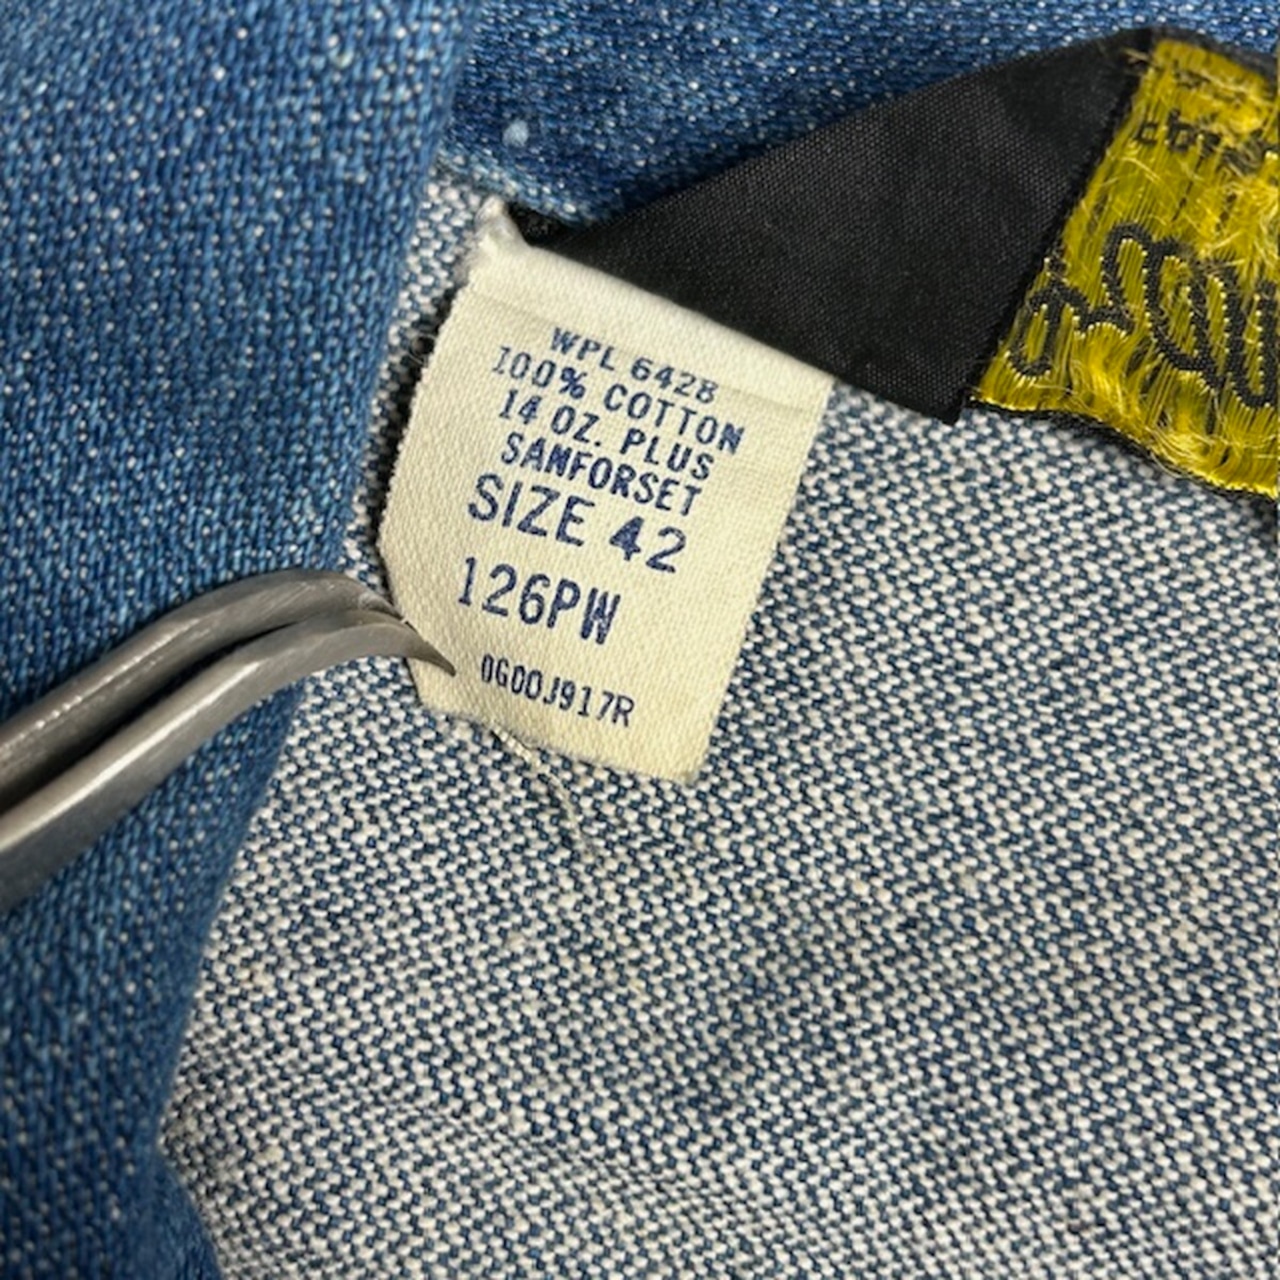 WPL 6428
100% COTTON
14 OZ. PLUS
SANFORSET
SIZE 42
126PW
0G00J917R